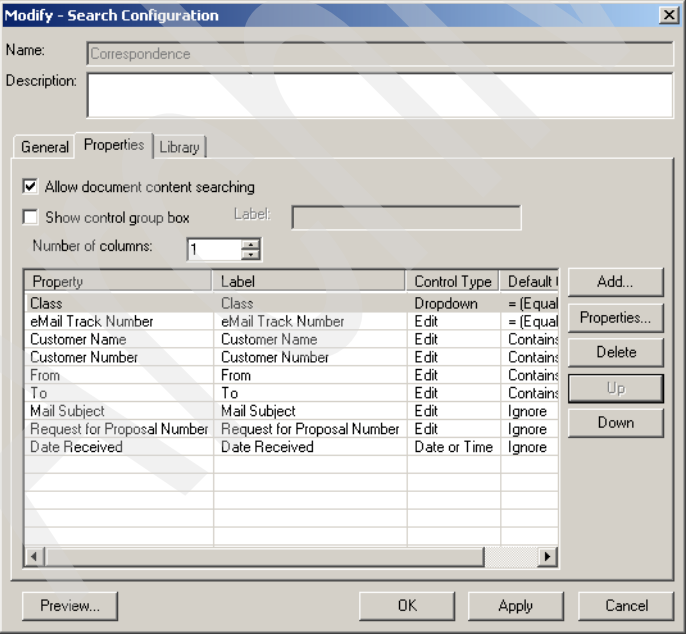 Modify - Search Configuration
Name: Correspondence
Description:
General Properties Library
Allow document content searching
Show control group box Label:
Number of columns: 1
Property Label Control Type Default Add...
Class Class Dropdown = (Equal
eMail Track Number eMail Track Number Edit = (Equal Properties...
Customer Name Customer Name Edit Contains
Customer Number Customer Number Edit Contains Delete
From From Edit Contains
To To Edit Contains Up
Mail Subject Mail Subject Edit Ignore
Request for Proposal Number Request for Proposal Number Edit Ignore Down
Date Received Date Received Date or Time Ignore
Preview... OK Apply Cancel